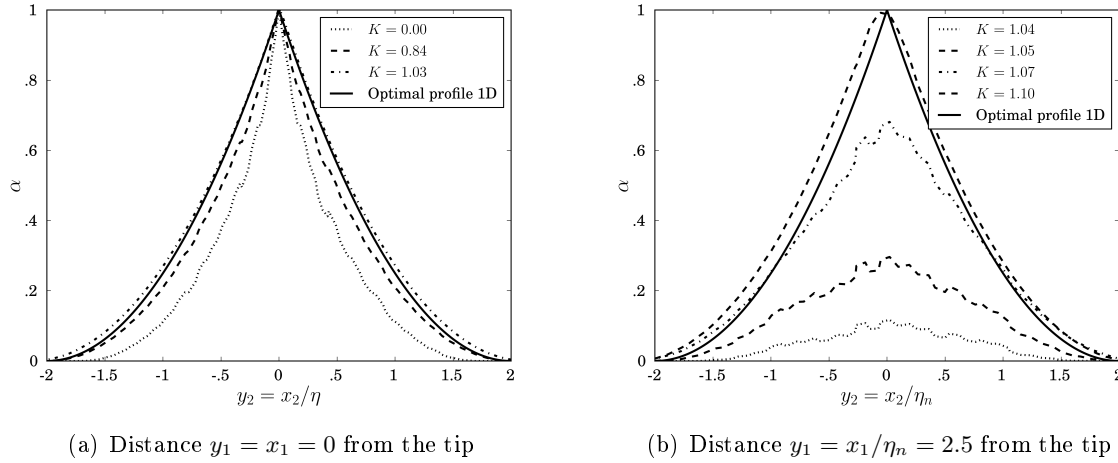 K = 0.00
K = 0.84
K = 1.03
Optimal profile 1D
1
.8
.6
.4
.2
0
α
-2 -1.5 -1 -.5 0 .5 1 1.5 2
y₂ = x₂/η
(a) Distance y₁ = x₁ = 0 from the tip
K = 1.04
K = 1.05
K = 1.07
K = 1.10
Optimal profile 1D
1
.8
.6
.4
.2
0
α
-2 -1.5 -1 -.5 0 .5 1 1.5 2
y₂ = x₂/ηₙ
(b) Distance y₁ = x₁/ηₙ = 2.5 from the tip